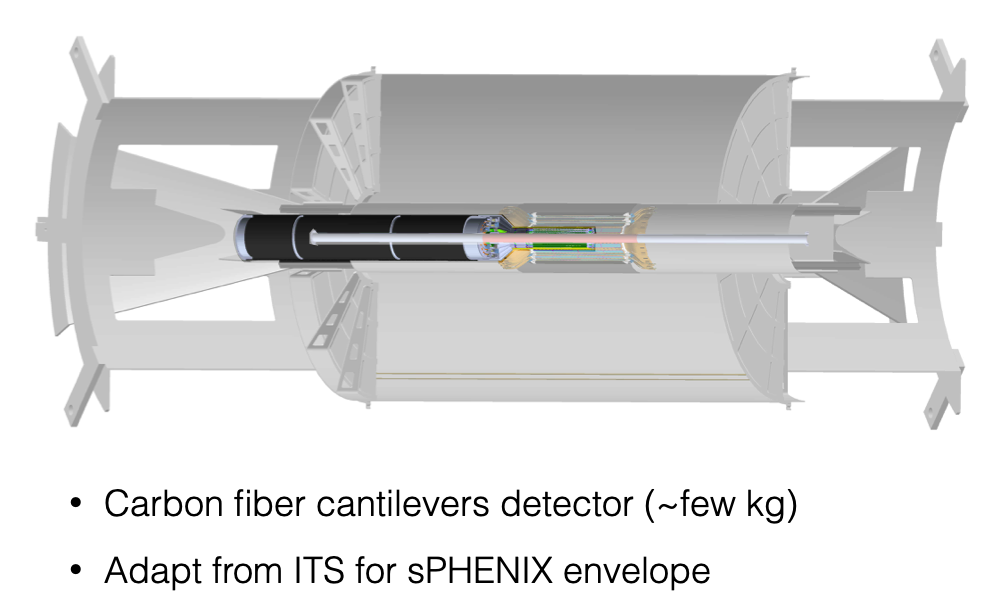 • Carbon fiber cantilevers detector (~few kg)
• Adapt from ITS for sPHENIX envelope